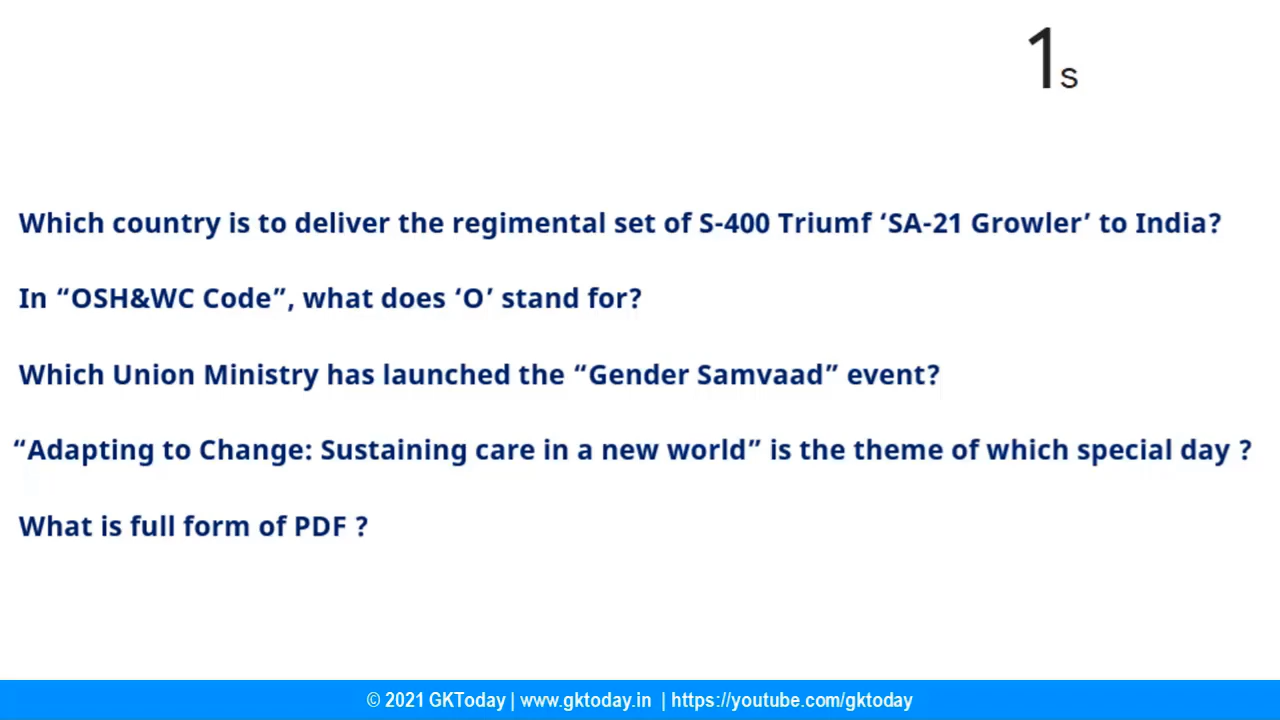 1s
Which country is to deliver the regimental set of S-400 Triumf ‘SA-21 Growler’ to India?
In “OSH&WC Code”, what does ‘O’ stand for?
Which Union Ministry has launched the “Gender Samvaad” event?
“Adapting to Change: Sustaining care in a new world” is the theme of which special day ?
What is full form of PDF ?
© 2021 GKToday | www.gktoday.in | https://youtube.com/gktoday